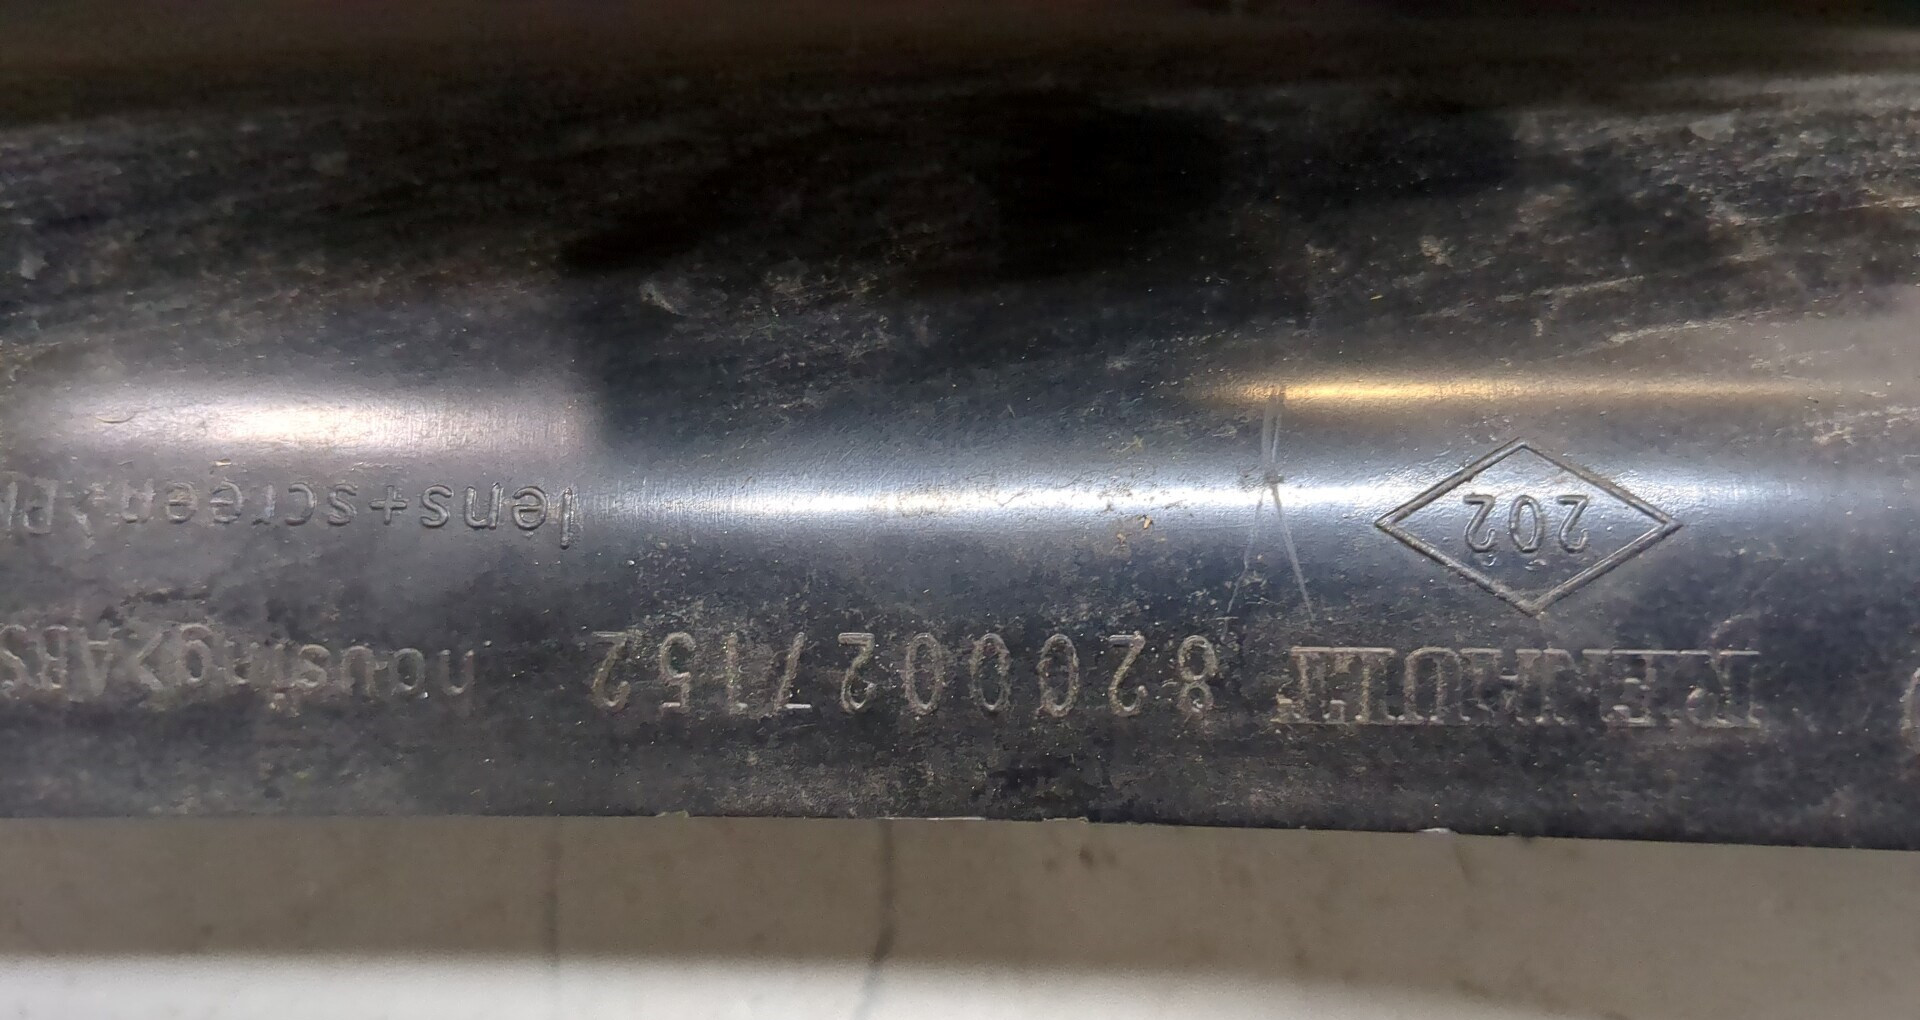 RENAULT 8200027152 housing>ABS
202 lens+screen>P